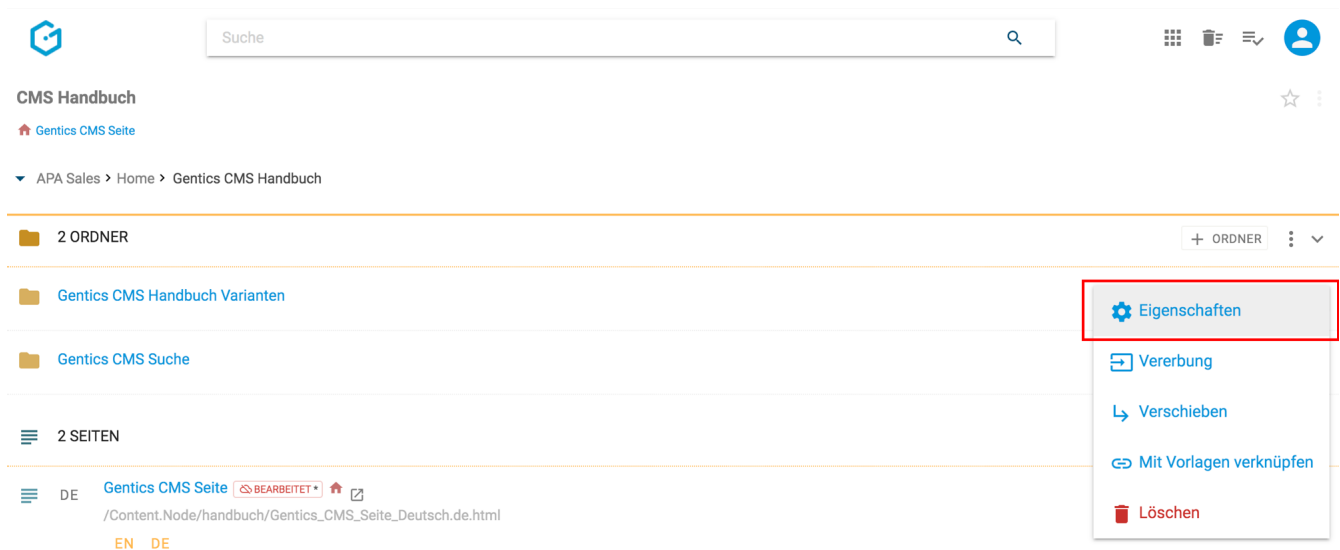 Suche
CMS Handbuch
Gentics CMS Seite
APA Sales > Home > Gentics CMS Handbuch
2 ORDNER
+ ORDNER
Gentics CMS Handbuch Varianten
Eigenschaften
Gentics CMS Suche
Vererbung
Verschieben
2 SEITEN
Mit Vorlagen verknüpfen
DE Gentics CMS Seite BEARBEITET *
/Content.Node/handbuch/Gentics_CMS_Seite_Deutsch.de.html
Löschen
EN DE